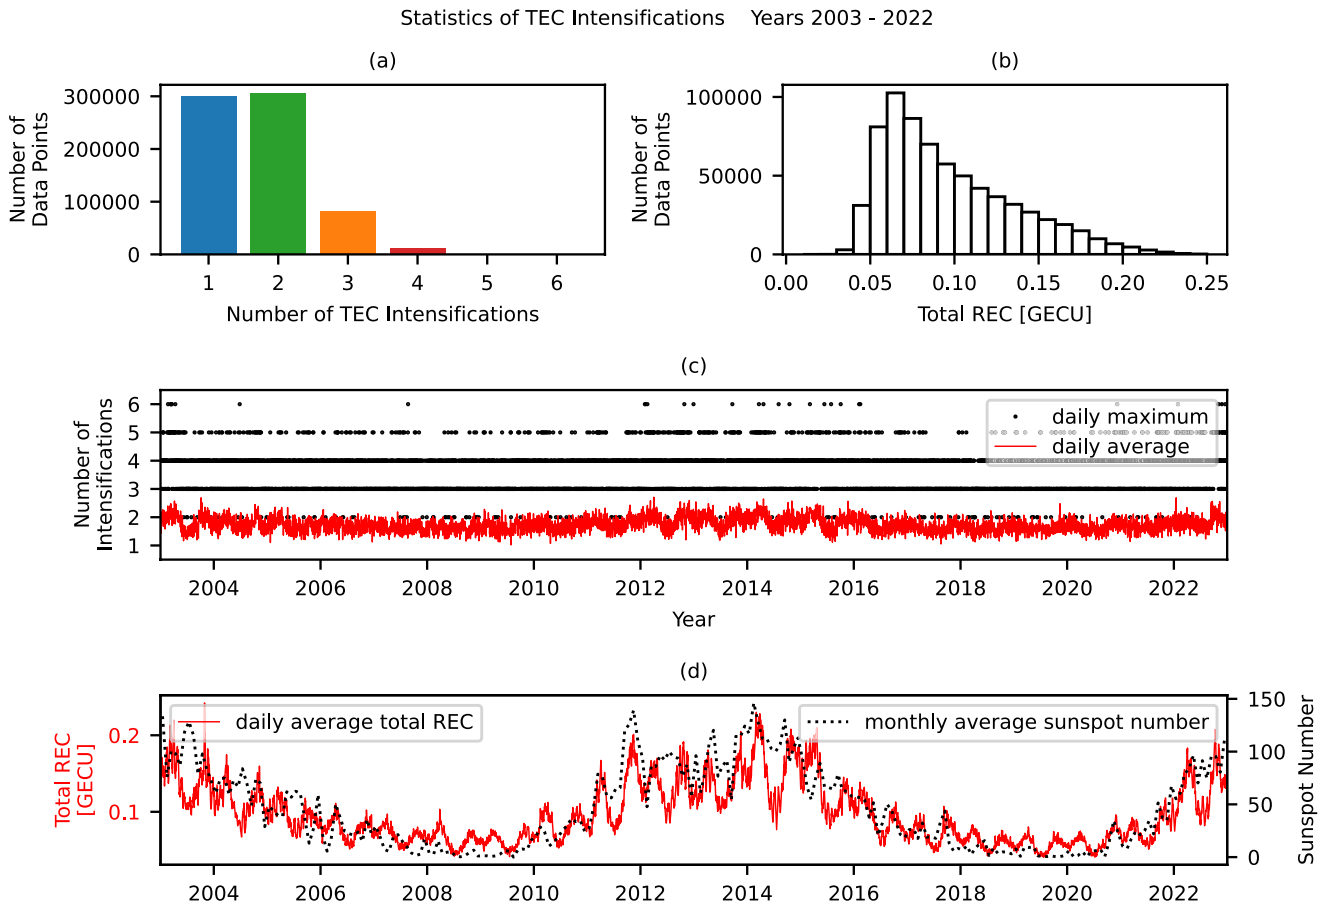 Statistics of TEC Intensifications    Years 2003 - 2022
(a)
300000
200000
100000
0
Number of
Data Points
1 2 3 4 5 6
Number of TEC Intensifications
(b)
100000
50000
0
Number of
Data Points
0.00 0.05 0.10 0.15 0.20 0.25
Total REC [GECU]
(c)
6
5
4
3
2
1
Number of
Intensifications
daily maximum
daily average
2004 2006 2008 2010 2012 2014 2016 2018 2020 2022
Year
(d)
0.2
0.1
Total REC
[GECU]
daily average total REC
monthly average sunspot number
150
100
50
0
Sunspot Number
2004 2006 2008 2010 2012 2014 2016 2018 2020 2022